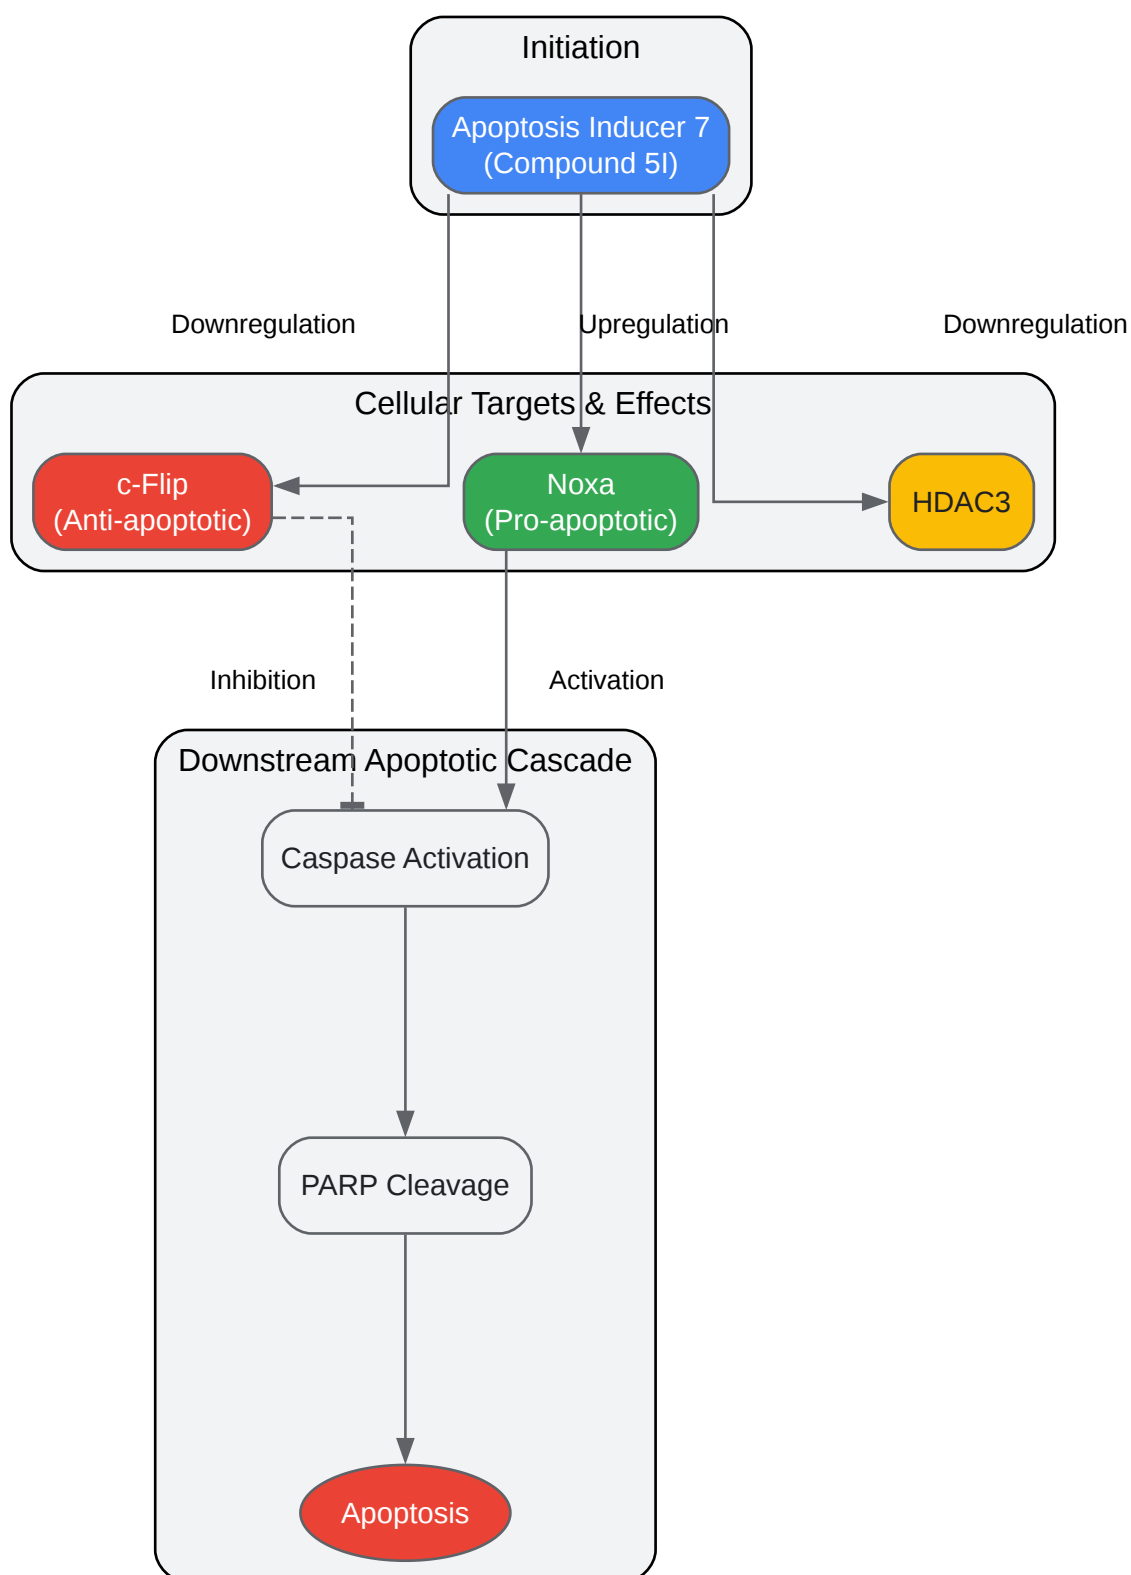 Initiation
Apoptosis Inducer 7
(Compound 5I)
Downregulation
Upregulation
Downregulation
Cellular Targets & Effects
c-Flip
(Anti-apoptotic)
Noxa
(Pro-apoptotic)
HDAC3
Inhibition
Activation
Downstream Apoptotic Cascade
Caspase Activation
PARP Cleavage
Apoptosis